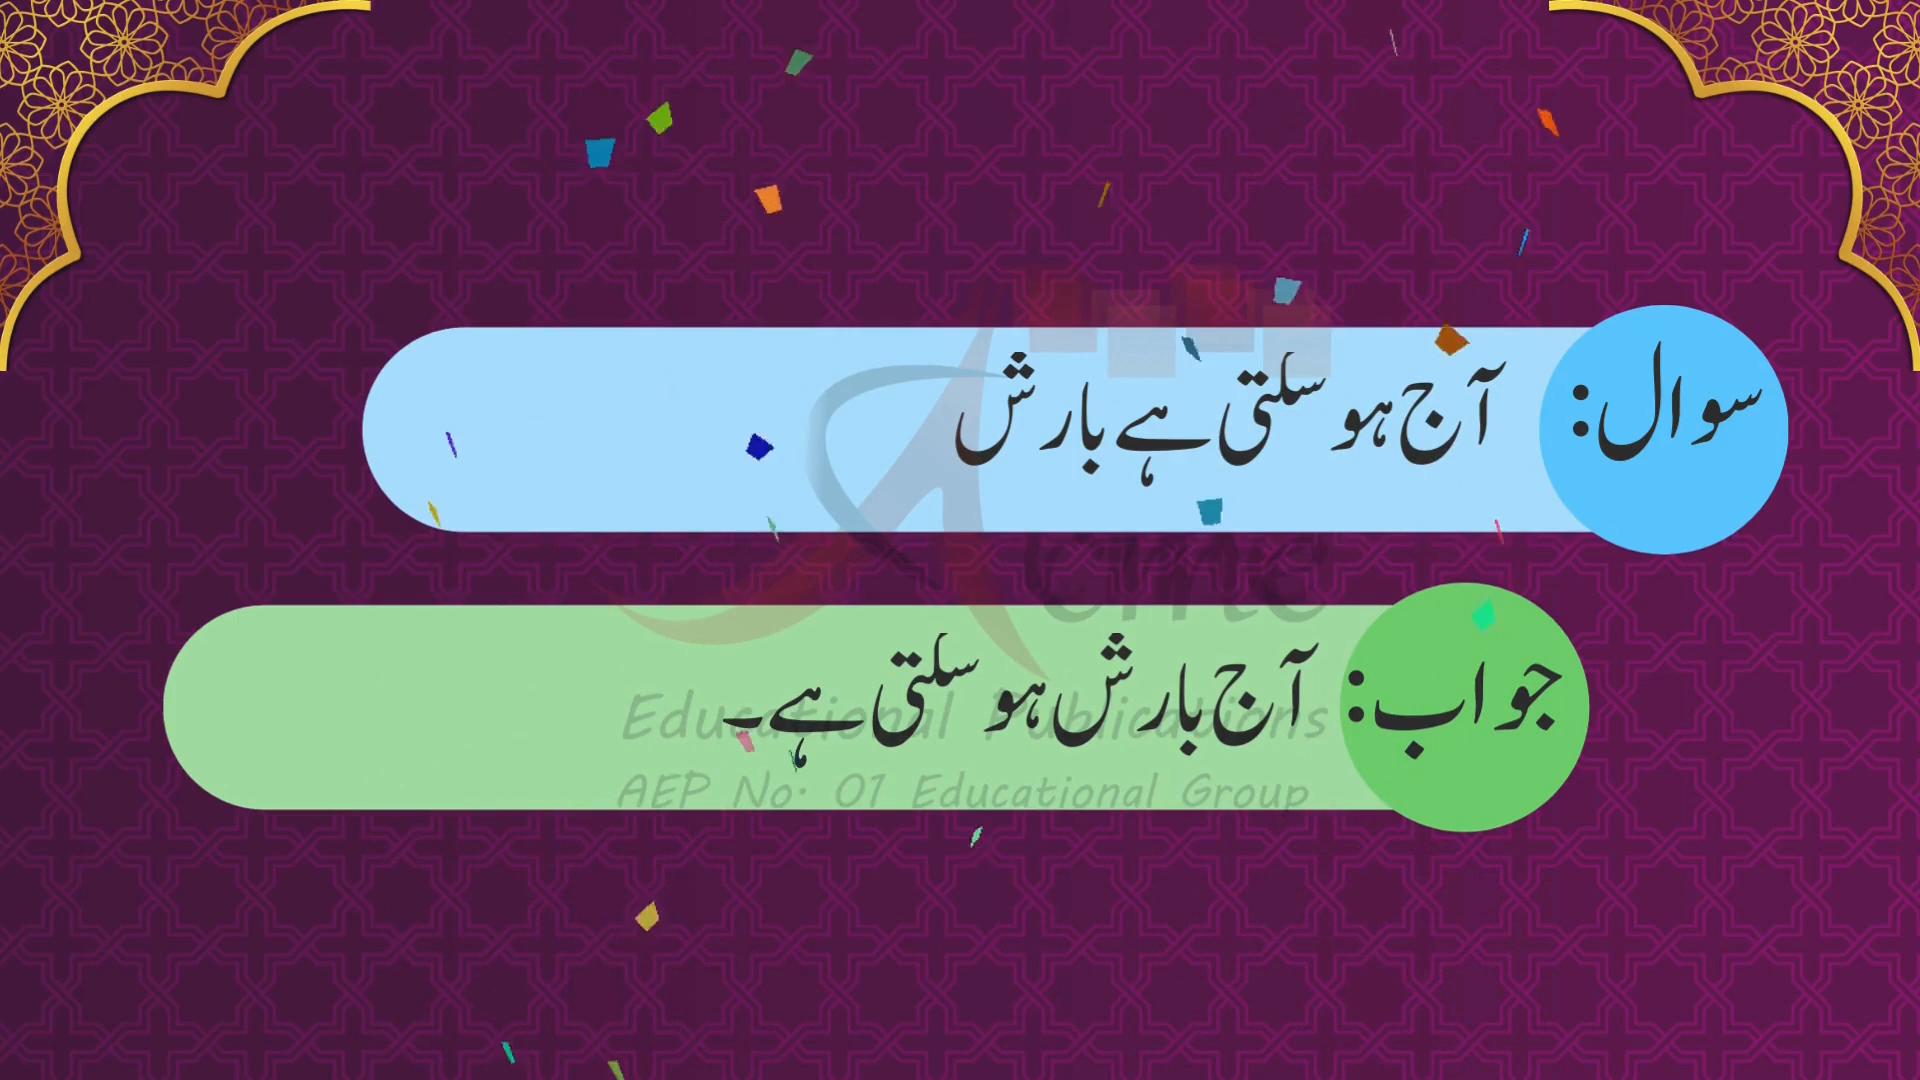 سوال: آج ہو سکتی ہے بارش
Acme
جواب: آج بارش ہو سکتی ہے۔
Educational Publications
AEP No. 01 Educational Group